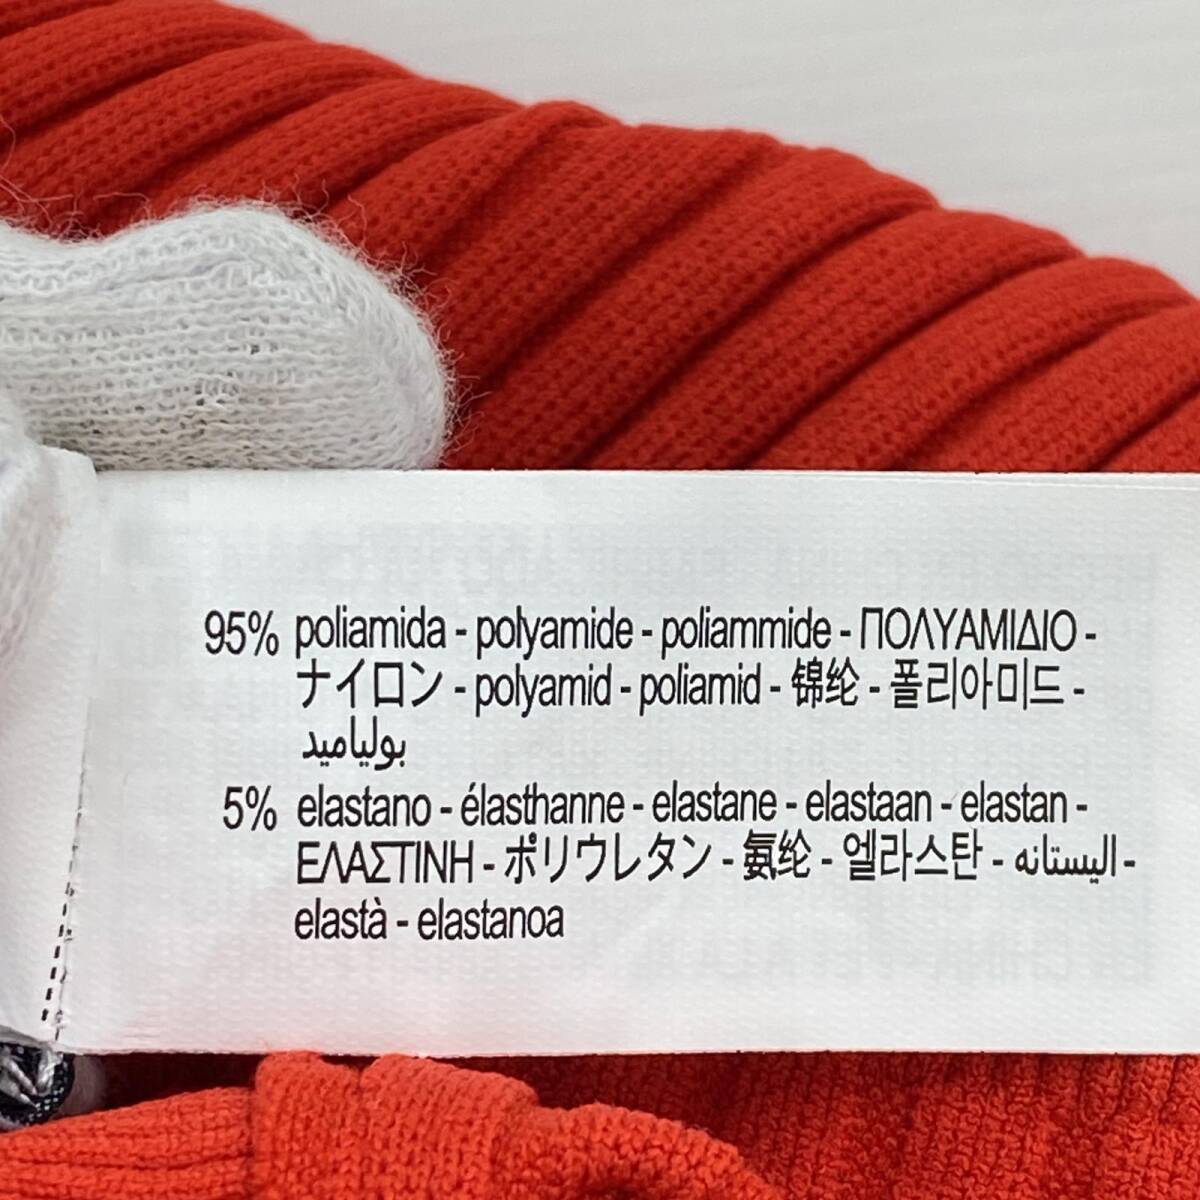 95% poliamida - polyamide - poliammide - ΠΟΛΥΑΜΙΔΙΟ -
ナイロン - polyamid - poliamid - 锦纶 - 폴리아미드 -
بولياميد
5% elastano - élasthanne - elastane - elastaan - elastan -
ΕΛΑΣΤΙΝΗ - ポリウレタン - 氨纶 - 엘라스탄 - اليستانه -
elastà - elastanoa